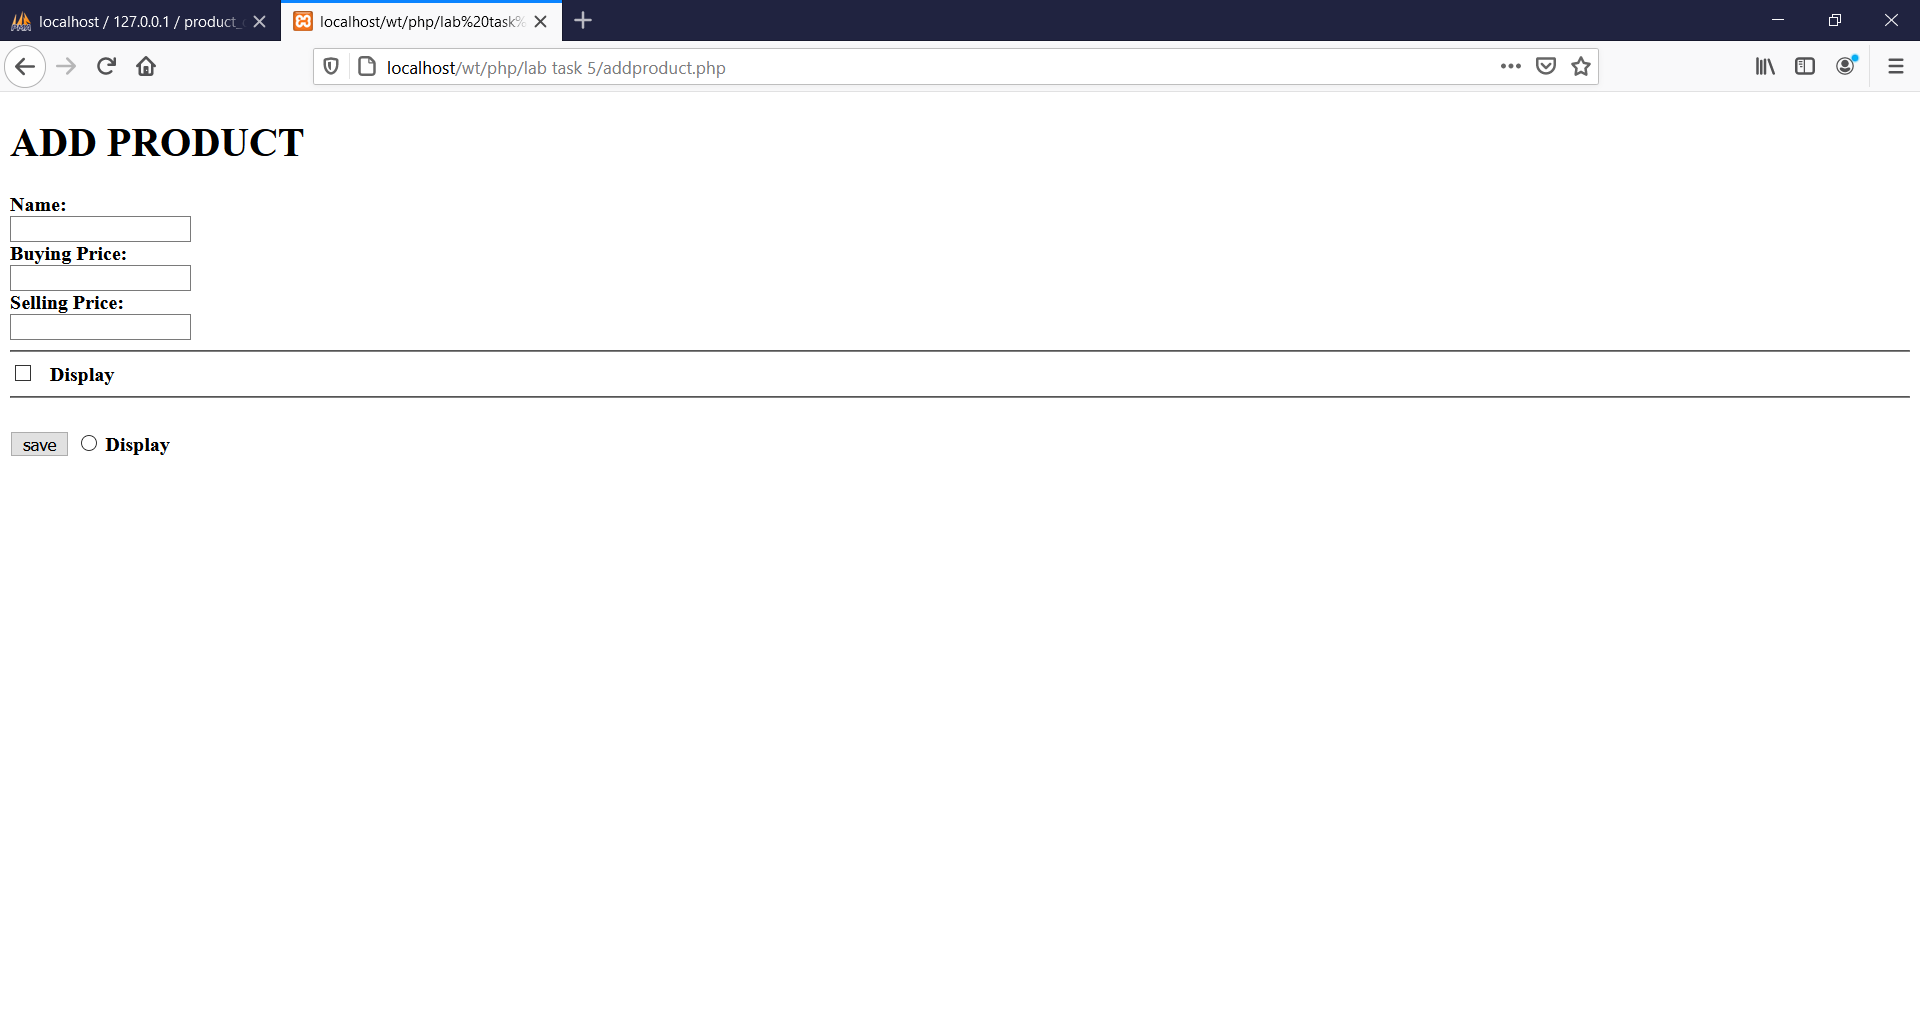 localhost / 127.0.0.1 / product_
localhost/wt/php/lab%20task%
localhost/wt/php/lab task 5/addproduct.php
ADD PRODUCT
Name:
Buying Price:
Selling Price:
Display
save Display